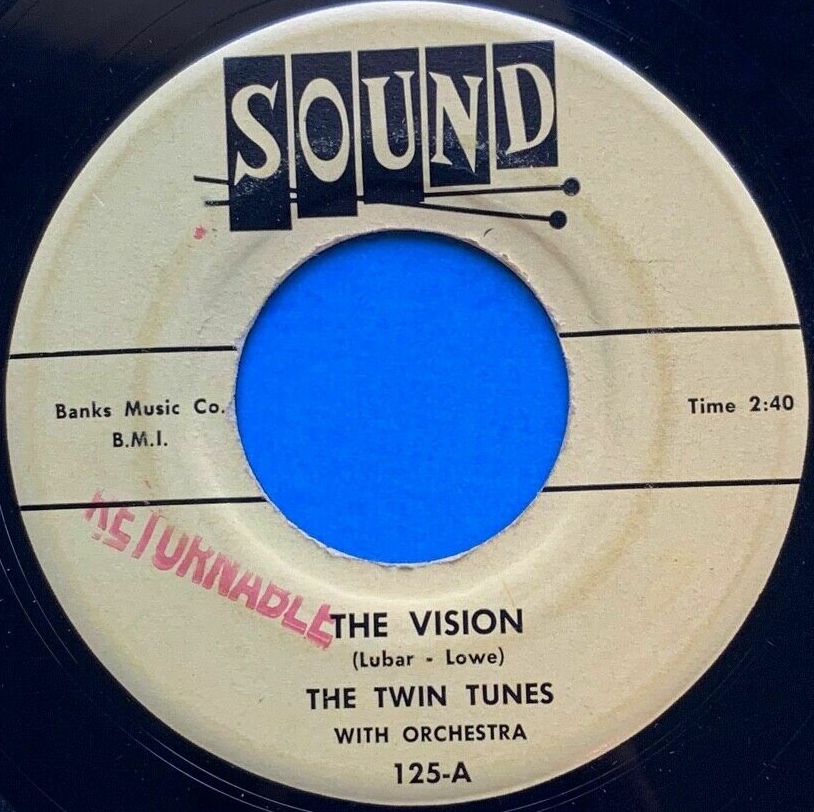 SOUND
Banks Music Co.
B.M.I.
Time 2:40
RETURNABLE
THE VISION
(Lubar - Lowe)
THE TWIN TUNES
WITH ORCHESTRA
125-A